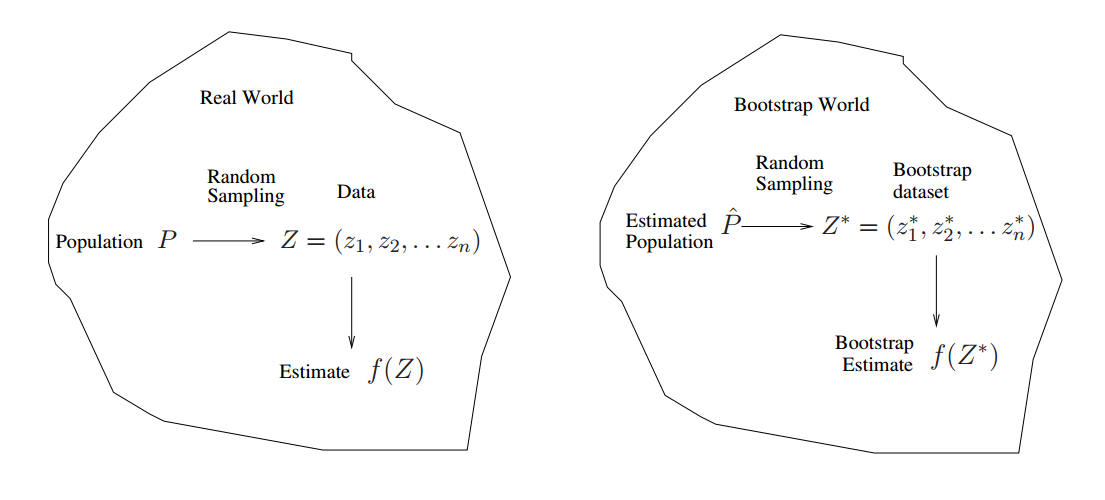 Real World
Random
Sampling
Data
Population P
Z = (z₁, z₂, . . . zₙ)
Estimate f(Z)
Bootstrap World
Random
Sampling
Bootstrap
dataset
Estimated
Population
P̂
Z* = (z₁*, z₂*, . . . zₙ*)
Bootstrap
Estimate
f(Z*)